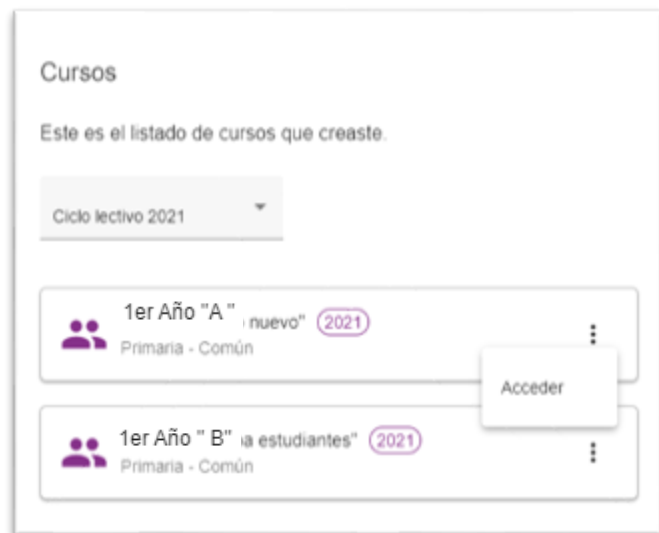 Cursos
Este es el listado de cursos que creaste.
Ciclo lectivo 2021
1er Año "A " nuevo" 2021
Primaria - Común
Acceder
1er Año " B" estudiantes" 2021
Primaria - Común